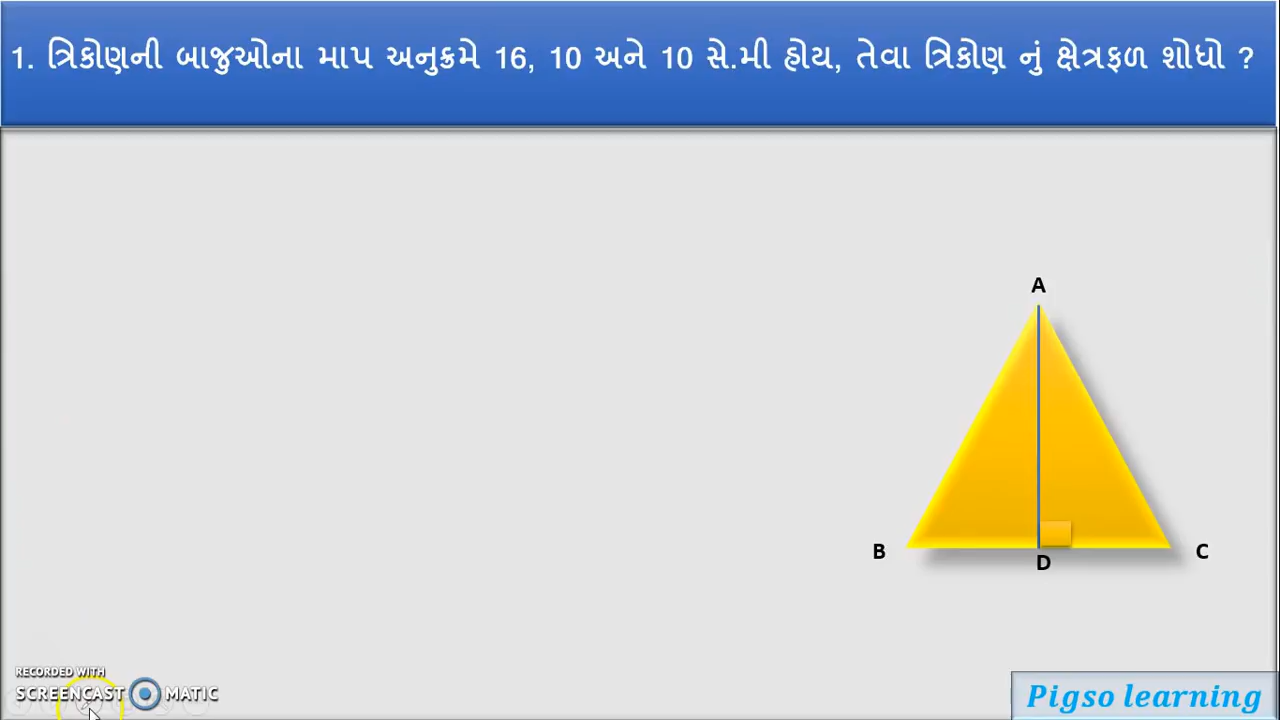 1. ત્રિકોણની બાજુઓના માપ અનુક્રમે 16, 10 અને 10 સે.મી હોય, તેવા ત્રિકોણ નું ક્ષેત્રફળ શોધો ?
A
B
C
D
RECORDED WITH
SCREENCAST MATIC
Pigso learning